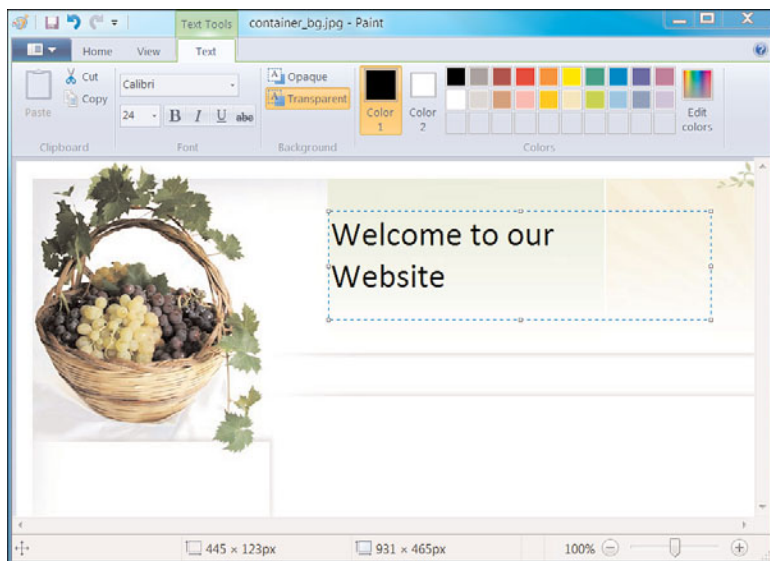 Text Tools container_bg.jpg - Paint
Home View Text
Paste
Cut
Copy
Clipboard
Calibri
24 B I U abc
Font
A Opaque
A Transparent
Background
Color 1
Color 2
Edit colors
Colors
Welcome to our
Website
445 × 123px 931 × 465px 100%